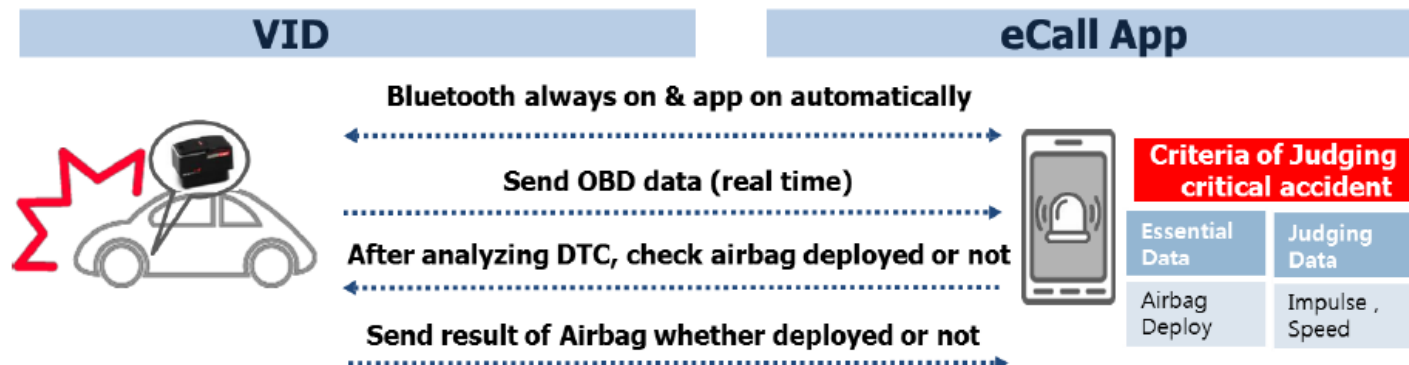 VID
eCall App
Bluetooth always on & app on automatically
Send OBD data (real time)
After analyzing DTC, check airbag deployed or not
Send result of Airbag whether deployed or not
Criteria of Judging
critical accident
Essential
Data
Judging
Data
Airbag
Deploy
Impulse ,
Speed